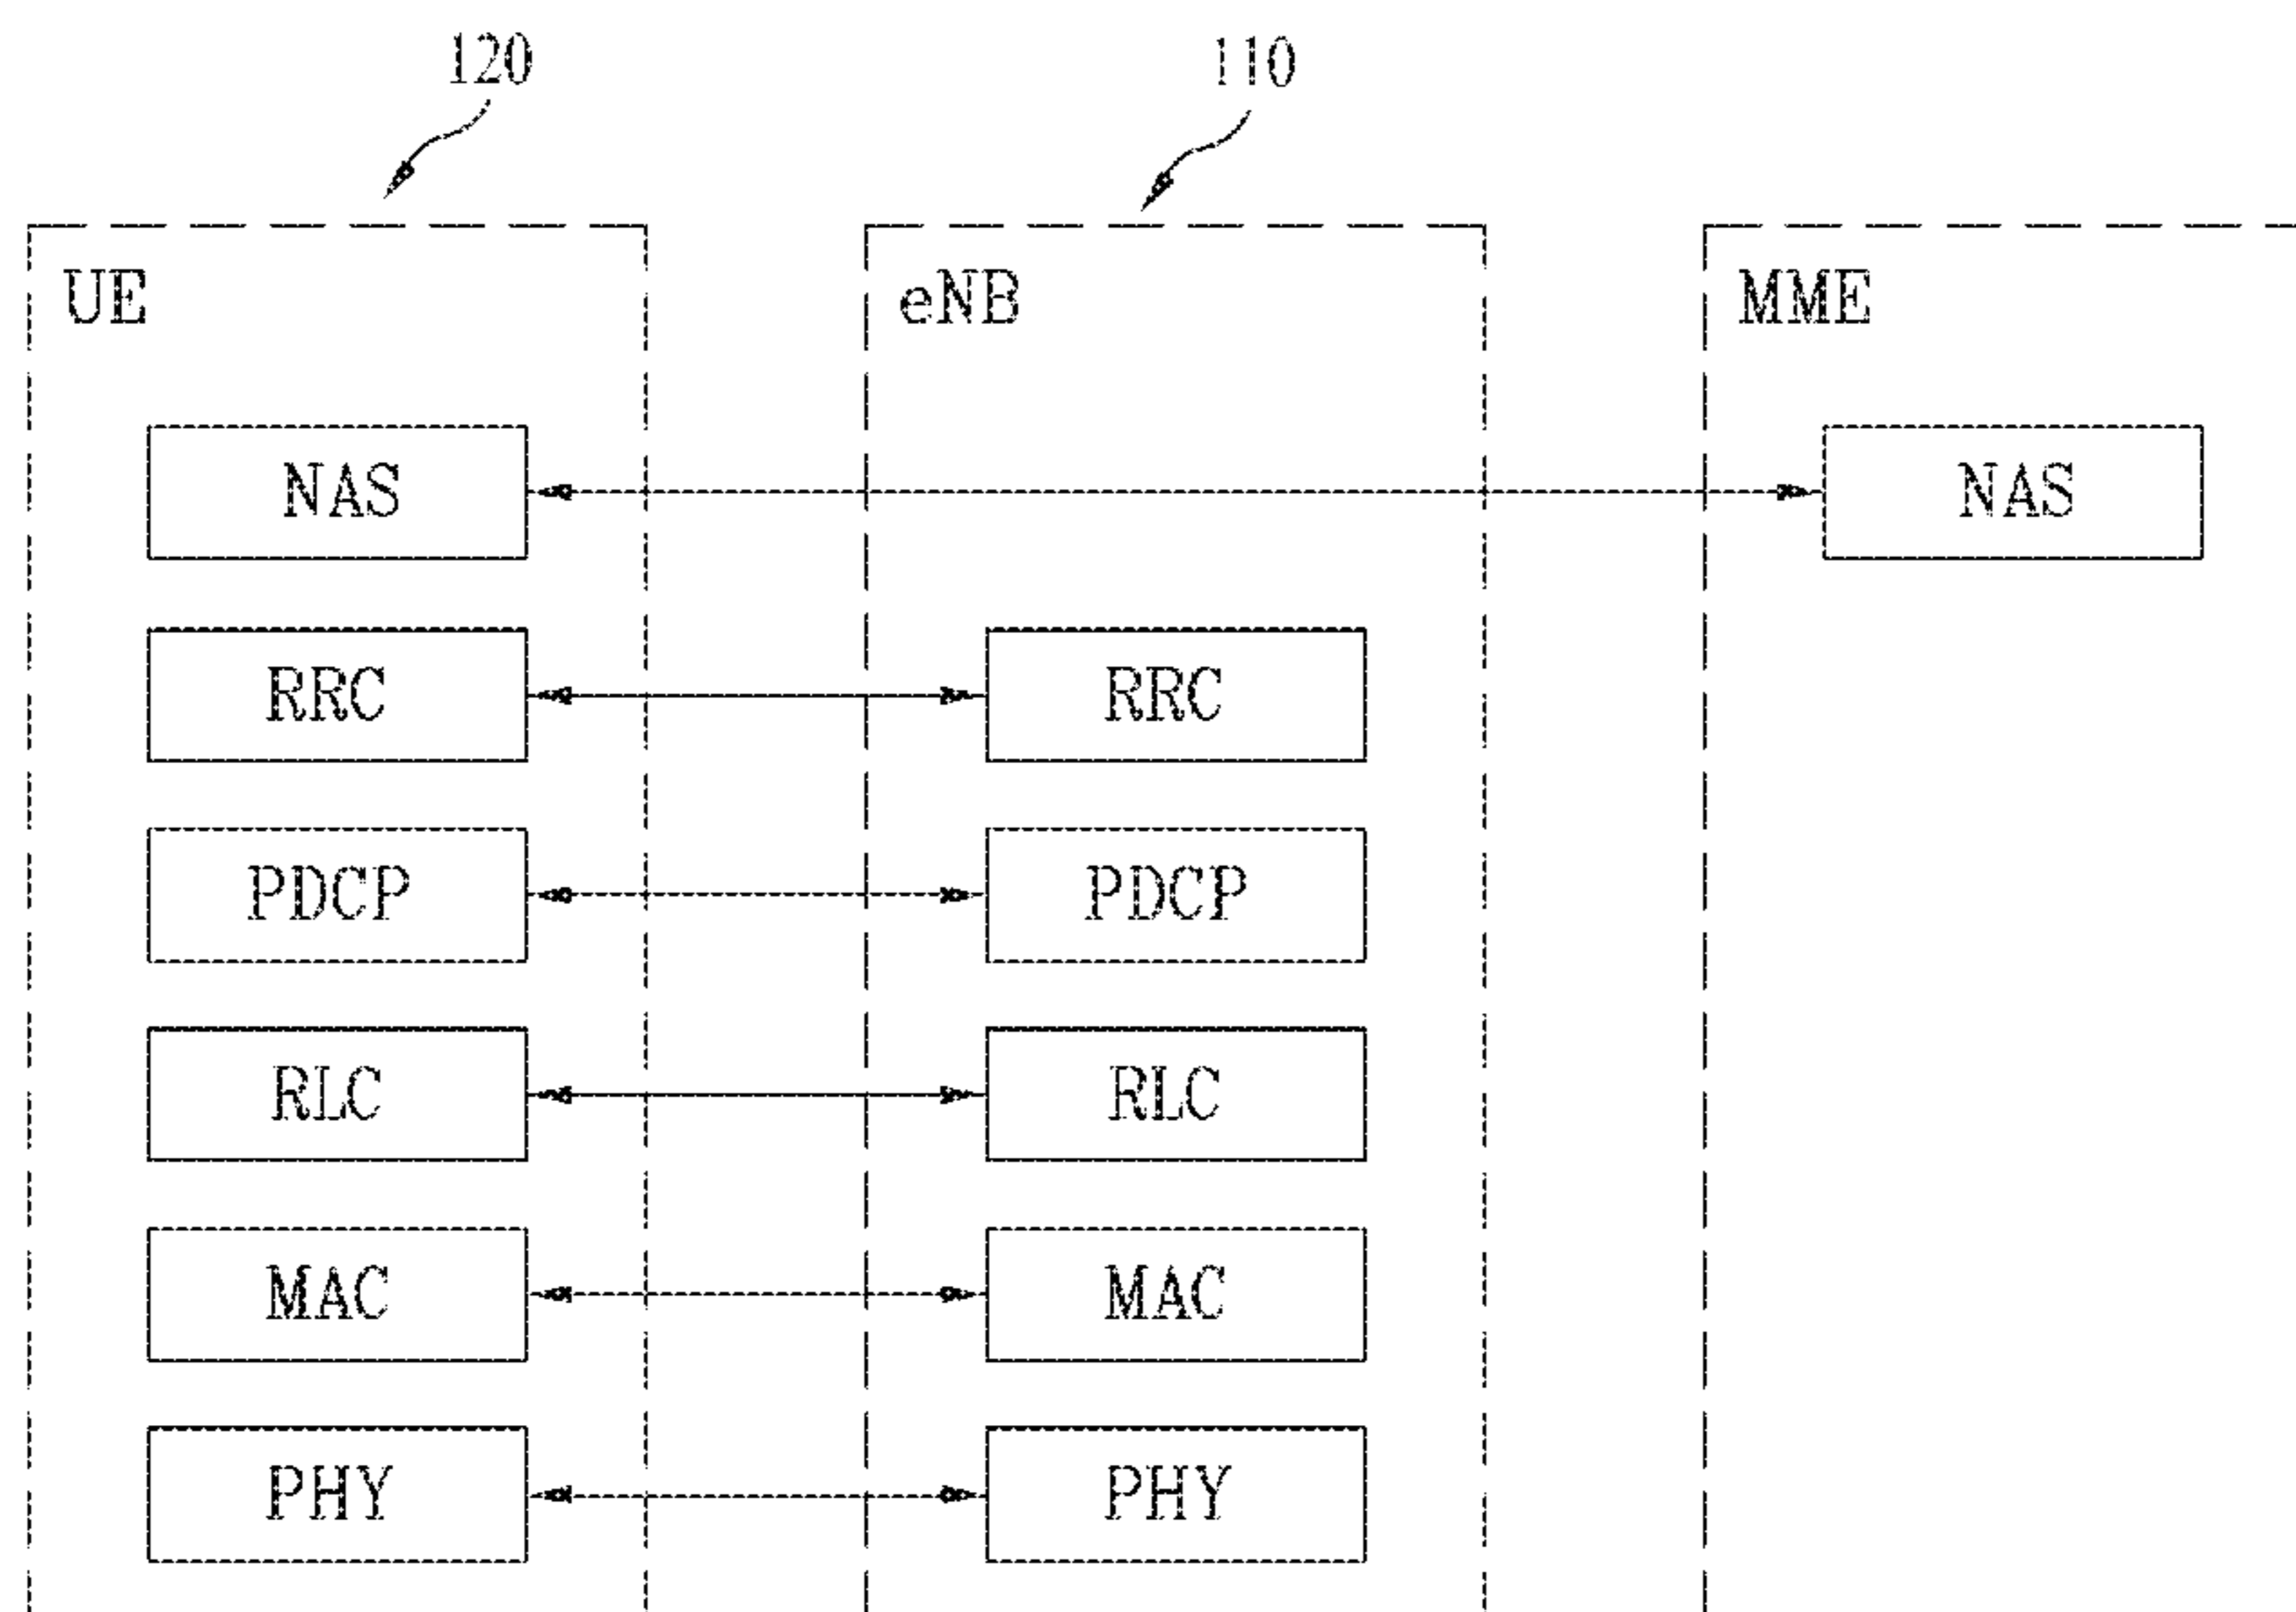 120 110
UE eNB MME
NAS NAS
RRC RRC
PDCP PDCP
RLC RLC
MAC MAC
PHY PHY